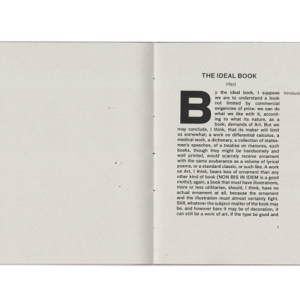 THE IDEAL BOOK
By the ideal book, I suppose
we are to understand a book
not limited by commercial
exigencies of price: we can do
what we like with it, accord-
ing to what its nature, as a
book, demands of Art. But we
may conclude, I think, that its maker will limit
us somewhat; a work on differential calculus, a
medical work, a dictionary, a collection of states-
men's speeches, of a treatise on manures, such
books, though they might be handsomely and
well printed, would scarcely receive ornament
with the same exuberance as a volume of lyrical
poems, or a standard classic, or such like. A work
on Art, I think, bears less of ornament than any
other kind of book (NON BIS IN IDEM is a good
motto); again, a book that must have illustrations,
more or less utilitarian, should, I think, have no
actual ornament at all, because the ornament and
the illustration must almost certainly fight.
Still, whatever the subject-matter of the book may
be, and however bare it may be of decoration, it
can still be a work of art, if the type be good and